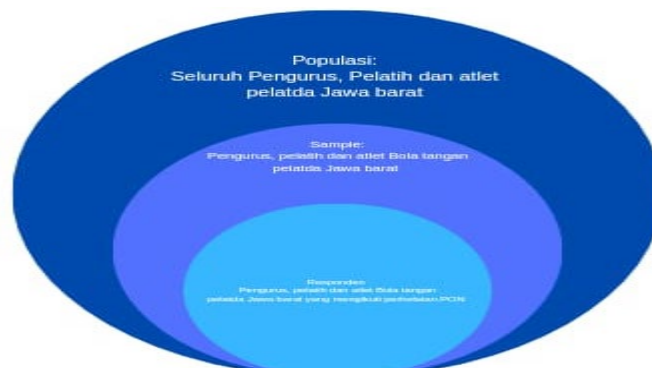 Populasi:
Seluruh Pengurus, Pelatih dan atlet
pelatda Jawa barat
Sample:
Pengurus, pelatih dan atlet Bola tangan
pelatda Jawa barat
Responden
Pengurus, pelatih dan atlet Bola tangan
pelatda Jawa barat yang mengikuti perhelatan PON